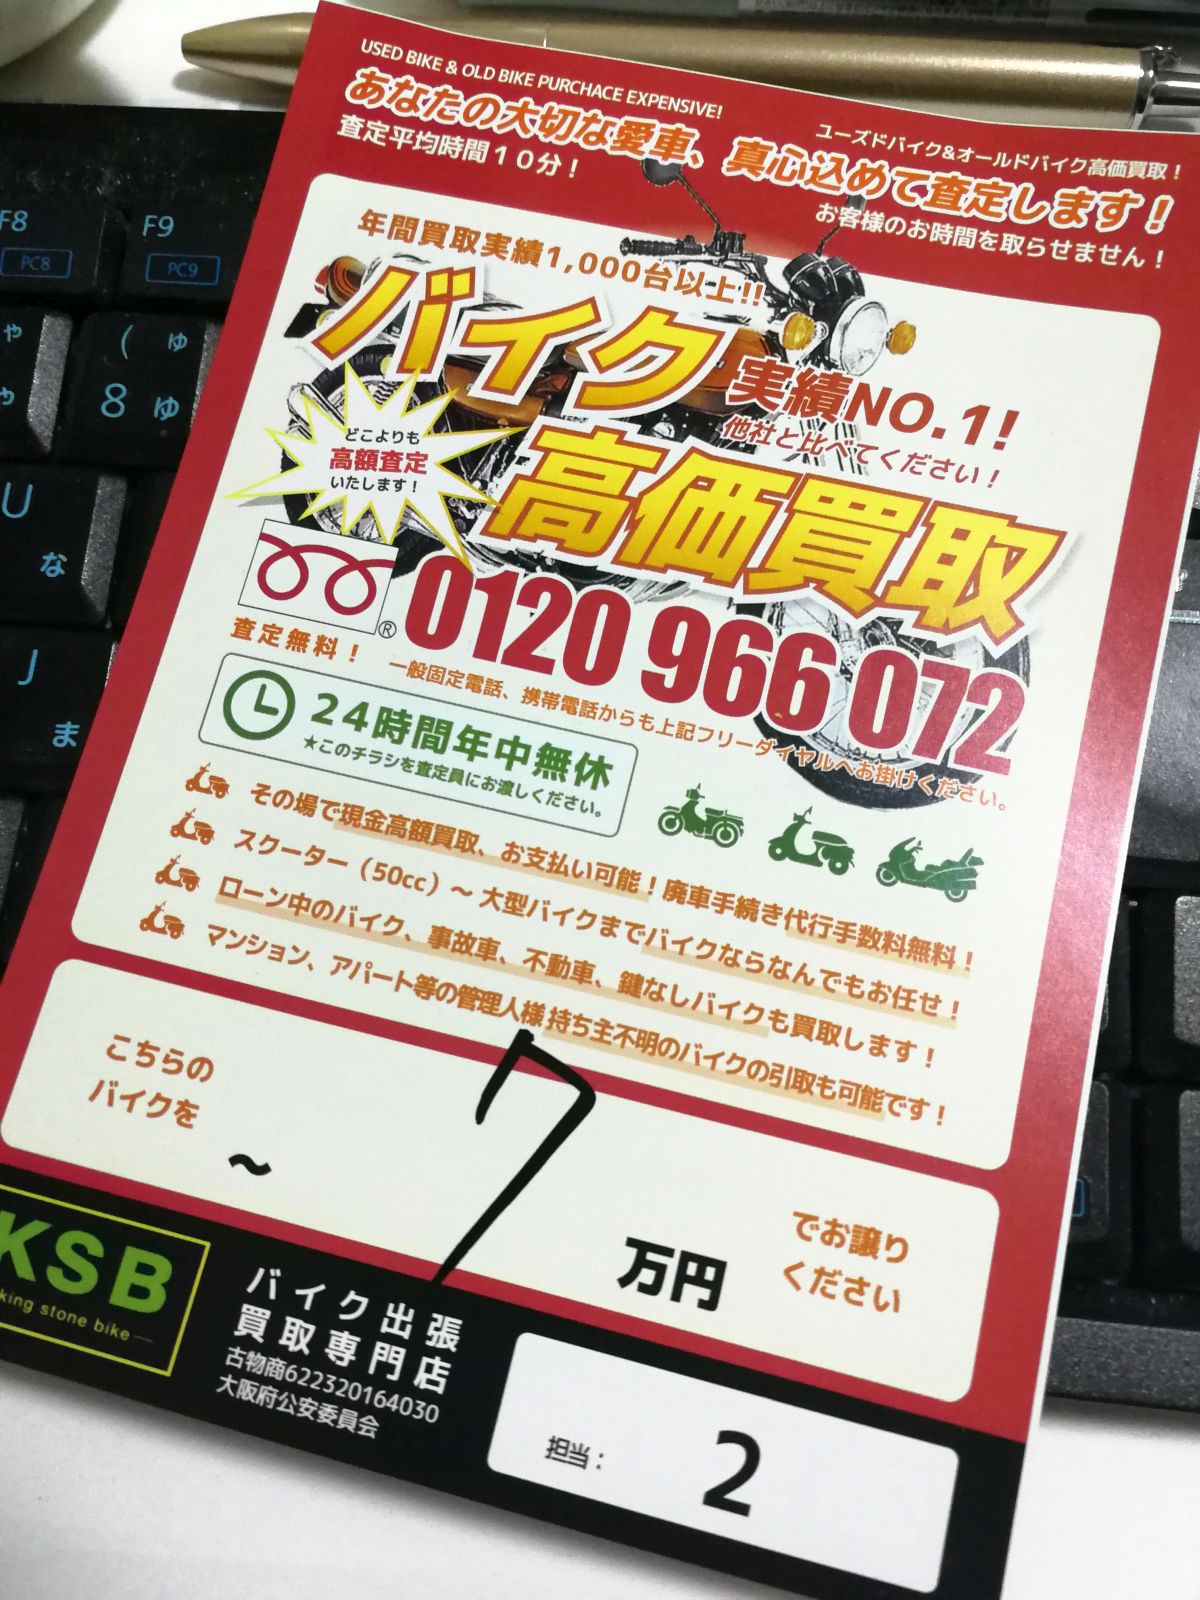 USED BIKE & OLD BIKE PURCHACE EXPENSIVE!
ユーズドバイク&オールドバイク高価買取！
あなたの大切な愛車、真心込めて査定します！
査定平均時間１０分！
お客様のお時間を取らせません！
年間買取実績1,000台以上!!
バイク
実績NO.1!
他社と比べてください！
どこよりも
高額査定
いたします！
高価買取
®
0120 966 072
査定無料！
一般固定電話、携帯電話からも上記フリーダイヤルへお掛けください。
24時間年中無休
★このチラシを査定員にお渡しください。
その場で現金高額買取、お支払い可能！廃車手続き代行手数料無料！
スクーター（50cc）～大型バイクまでバイクならなんでもお任せ！
ローン中のバイク、事故車、不動車、鍵なしバイクも買取します！
マンション、アパート等の管理人様 持ち主不明のバイクの引取も可能です！
こちらの
バイクを
～
7
万円
でお譲り
ください
KSB
king stone bike
バイク出張
買取専門店
古物商622320164030
大阪府公安委員会
担当：
2
F8
PC8
F9
PC9
ゃ
(
ゅ
ゃ
8
ゅ
U
な
J
ま